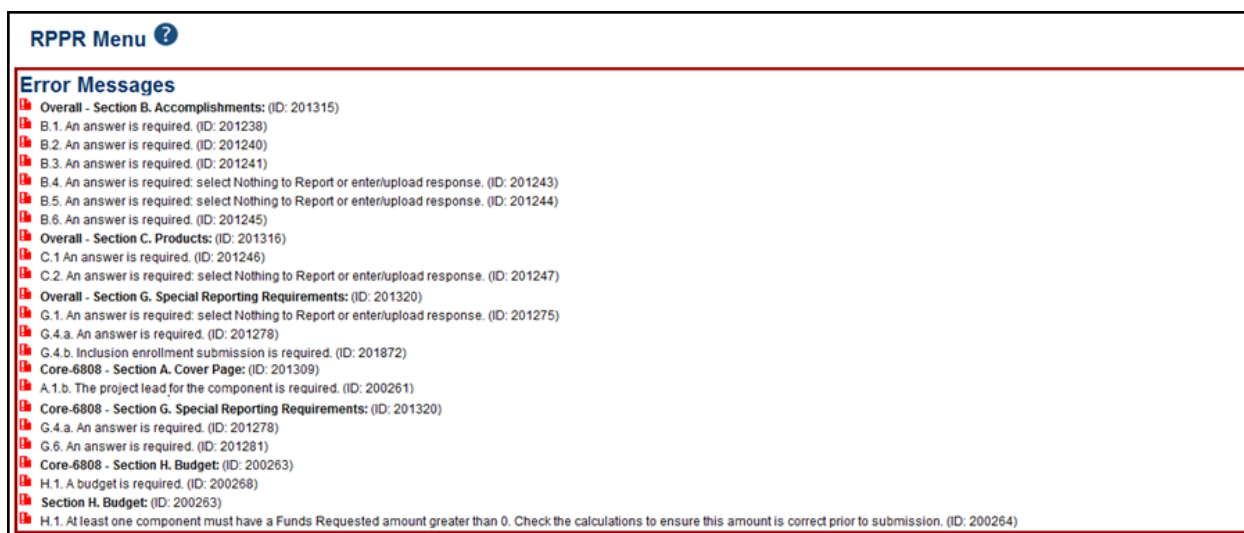 RPPR Menu ?
Error Messages
Overall - Section B. Accomplishments: (ID: 201315)
B.1. An answer is required. (ID: 201238)
B.2. An answer is required. (ID: 201240)
B.3. An answer is required. (ID: 201241)
B.4. An answer is required: select Nothing to Report or enter/upload response. (ID: 201243)
B.5. An answer is required: select Nothing to Report or enter/upload response. (ID: 201244)
B.6. An answer is required. (ID: 201245)
Overall - Section C. Products: (ID: 201316)
C.1 An answer is required. (ID: 201246)
C.2. An answer is required: select Nothing to Report or enter/upload response. (ID: 201247)
Overall - Section G. Special Reporting Requirements: (ID: 201320)
G.1. An answer is required: select Nothing to Report or enter/upload response. (ID: 201275)
G.4.a. An answer is required. (ID: 201278)
G.4.b. Inclusion enrollment submission is required. (ID: 201872)
Core-6808 - Section A. Cover Page: (ID: 201309)
A.1.b. The project lead for the component is required. (ID: 200261)
Core-6808 - Section G. Special Reporting Requirements: (ID: 201320)
G.4.a. An answer is required. (ID: 201278)
G.6. An answer is required. (ID: 201281)
Core-6808 - Section H. Budget: (ID: 200263)
H.1. A budget is required. (ID: 200268)
Section H. Budget: (ID: 200263)
H.1. At least one component must have a Funds Requested amount greater than 0. Check the calculations to ensure this amount is correct prior to submission. (ID: 200264)